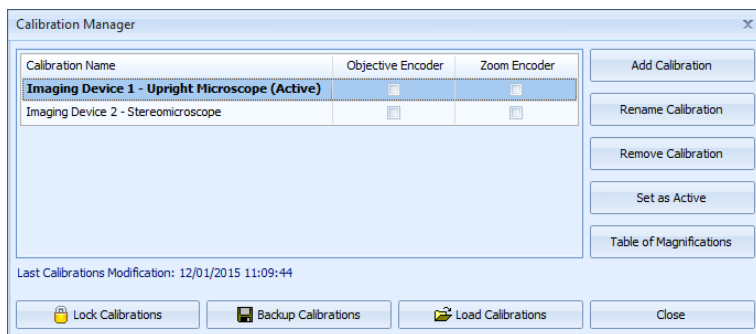 Calibration Manager
Calibration Name Objective Encoder Zoom Encoder
Imaging Device 1 - Upright Microscope (Active)
Imaging Device 2 - Stereomicroscope
Add Calibration
Rename Calibration
Remove Calibration
Set as Active
Table of Magnifications
Last Calibrations Modification: 12/01/2015 11:09:44
Lock Calibrations Backup Calibrations Load Calibrations Close